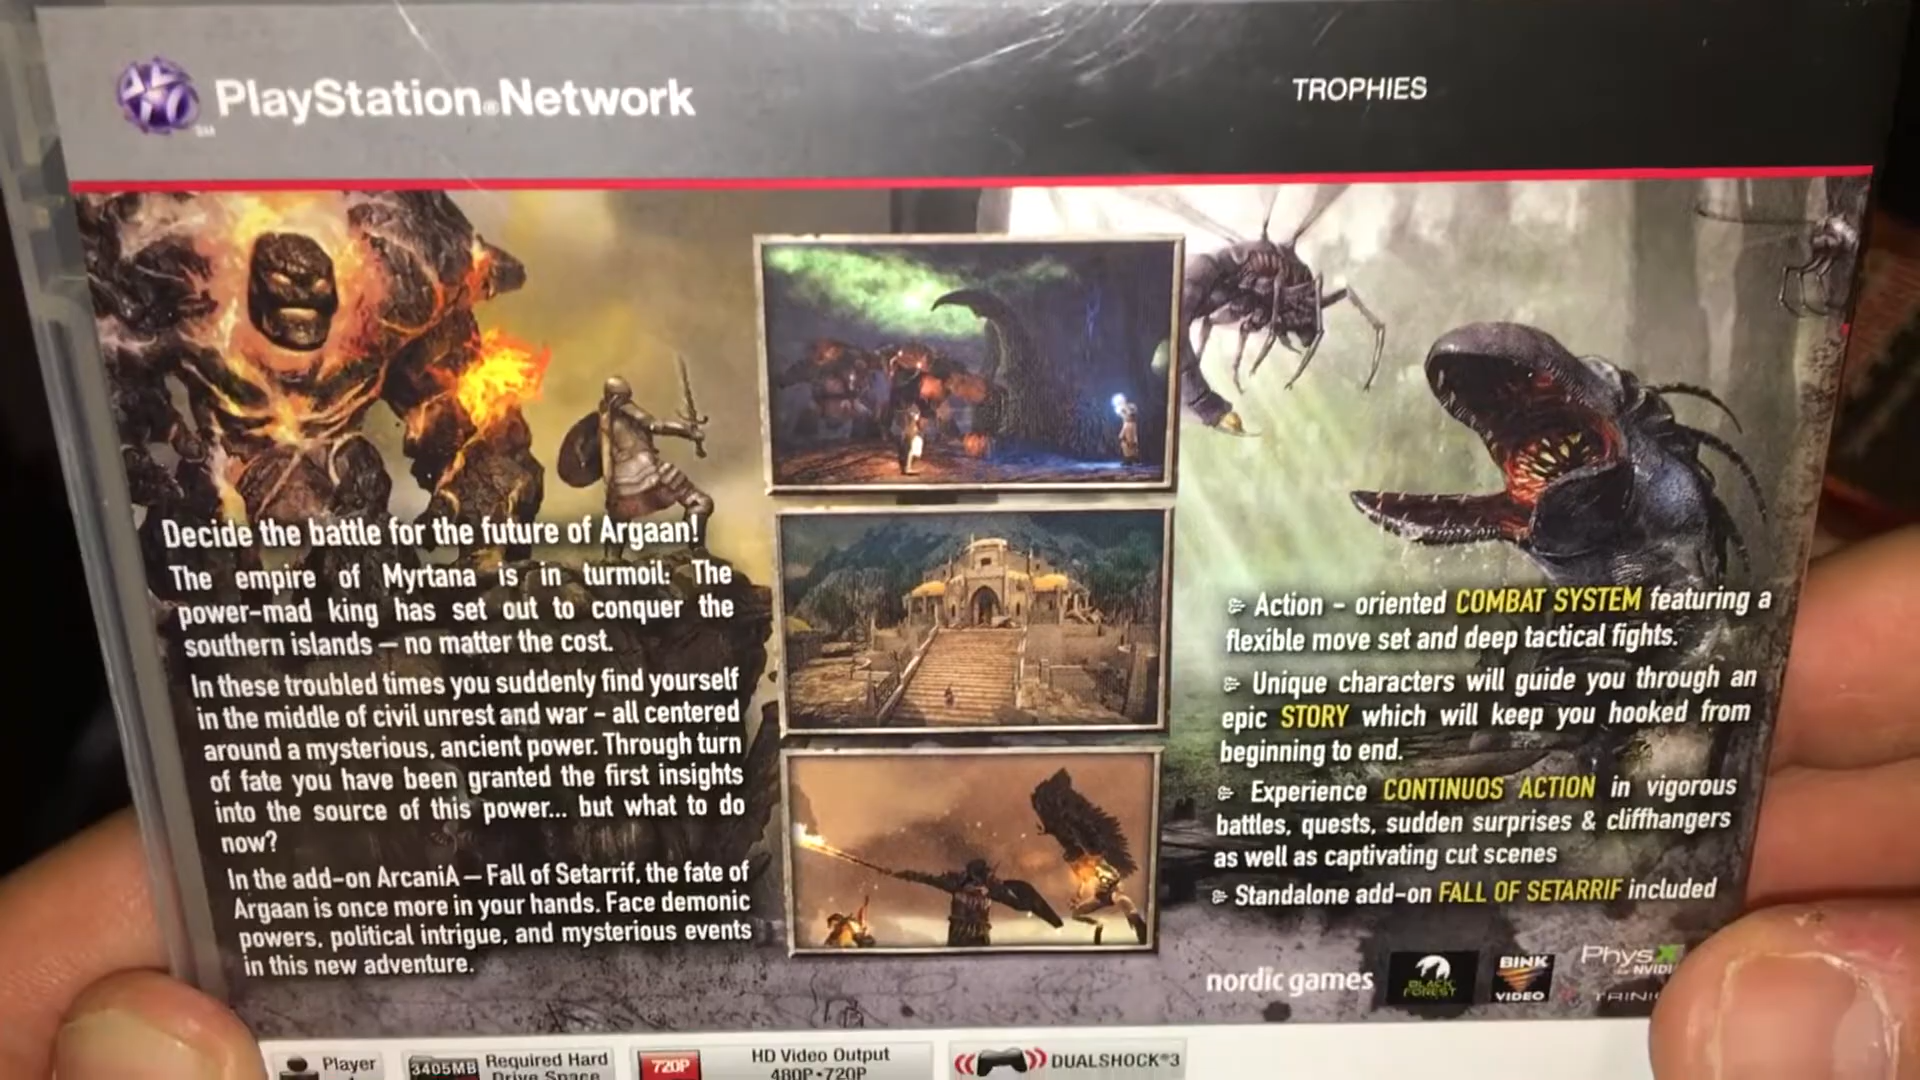 PlayStation®Network
SM
TROPHIES
Decide the battle for the future of Argaan!
The empire of Myrtana is in turmoil: The
power-mad king has set out to conquer the
southern islands — no matter the cost.
In these troubled times you suddenly find yourself
in the middle of civil unrest and war – all centered
around a mysterious, ancient power. Through turn
of fate you have been granted the first insights
into the source of this power... but what to do
now?
In the add-on ArcaniA — Fall of Setarrif, the fate of
Argaan is once more in your hands. Face demonic
powers, political intrigue, and mysterious events
in this new adventure.
Action - oriented COMBAT SYSTEM featuring a
flexible move set and deep tactical fights.
Unique characters will guide you through an
epic STORY which will keep you hooked from
beginning to end.
Experience CONTINUOS ACTION in vigorous
battles, quests, sudden surprises & cliffhangers
as well as captivating cut scenes
Standalone add-on FALL OF SETARRIF included
nordic games
BLACK
FOREST
BINK
VIDEO
PhysX
Player
3405MB
Required Hard
Drive Space
720P
HD Video Output
480P•720P
DUALSHOCK®3